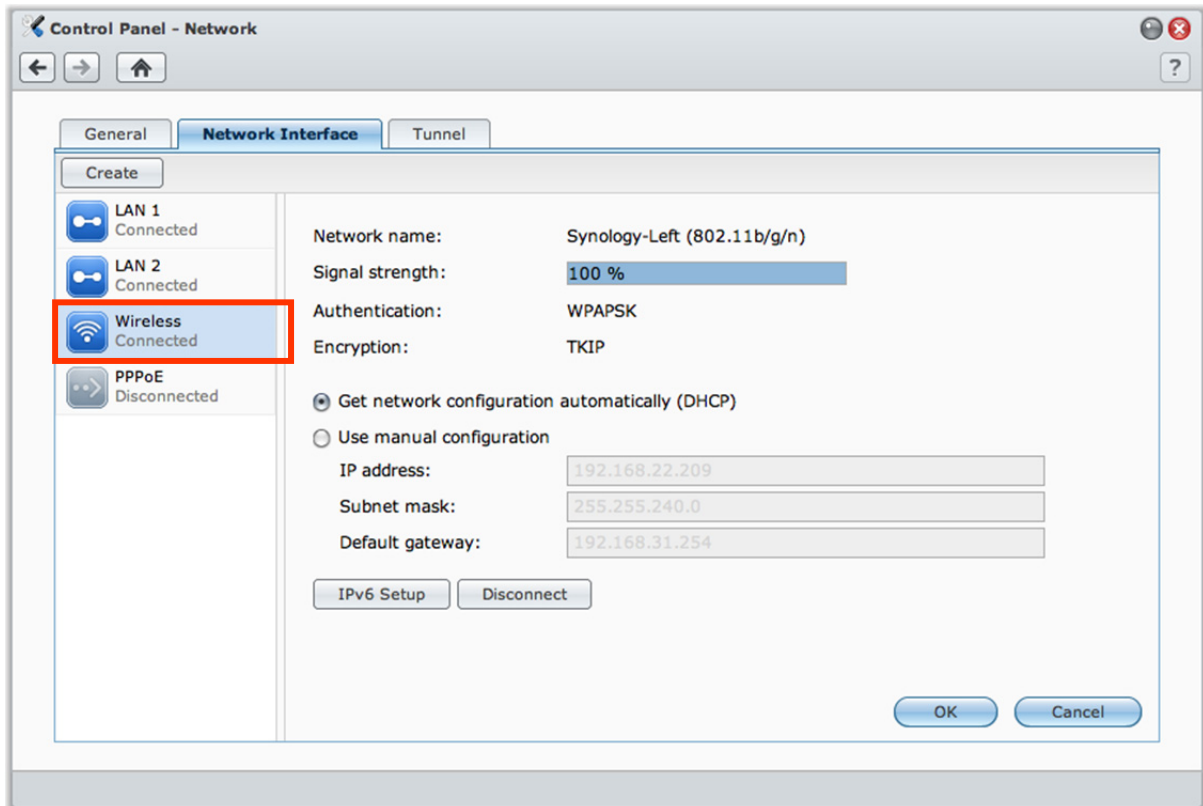 Control Panel - Network
?
General Network Interface Tunnel
Create
LAN 1
Connected
LAN 2
Connected
Wireless
Connected
PPPoE
Disconnected
Network name: Synology-Left (802.11b/g/n)
Signal strength: 100 %
Authentication: WPAPSK
Encryption: TKIP
Get network configuration automatically (DHCP)
Use manual configuration
IP address: 192.168.22.209
Subnet mask: 255.255.240.0
Default gateway: 192.168.31.254
IPv6 Setup Disconnect
OK Cancel